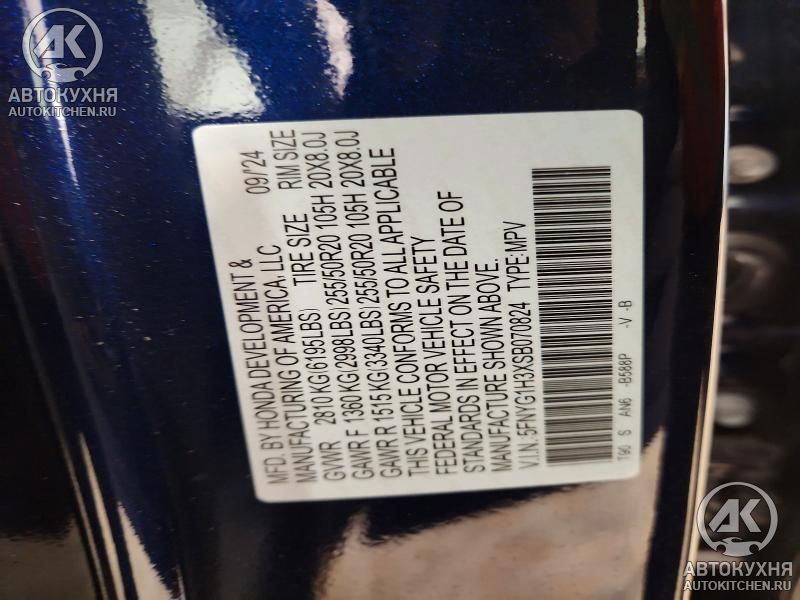 АК
АВТОКУХНЯ
AUTOKITCHEN.RU
MFD. BY HONDA DEVELOPMENT &
MANUFACTURING OF AMERICA, LLC 09/'24
GVWR 2810 KG(6195LBS) TIRE SIZE RIM SIZE
GAWR F 1360 KG(2998LBS) 255/50R20 105H 20X8.0J
GAWR R 1515 KG(3340LBS) 255/50R20 105H 20X8.0J
THIS VEHICLE CONFORMS TO ALL APPLICABLE
FEDERAL MOTOR VEHICLE SAFETY
STANDARDS IN EFFECT ON THE DATE OF
MANUFACTURE SHOWN ABOVE.
V.I.N.:5FNYG1H3XSB070824 TYPE:MPV
T90 S AN6 -B588P -V -B
АК
АВТОКУХНЯ
AUTOKITCHEN.RU